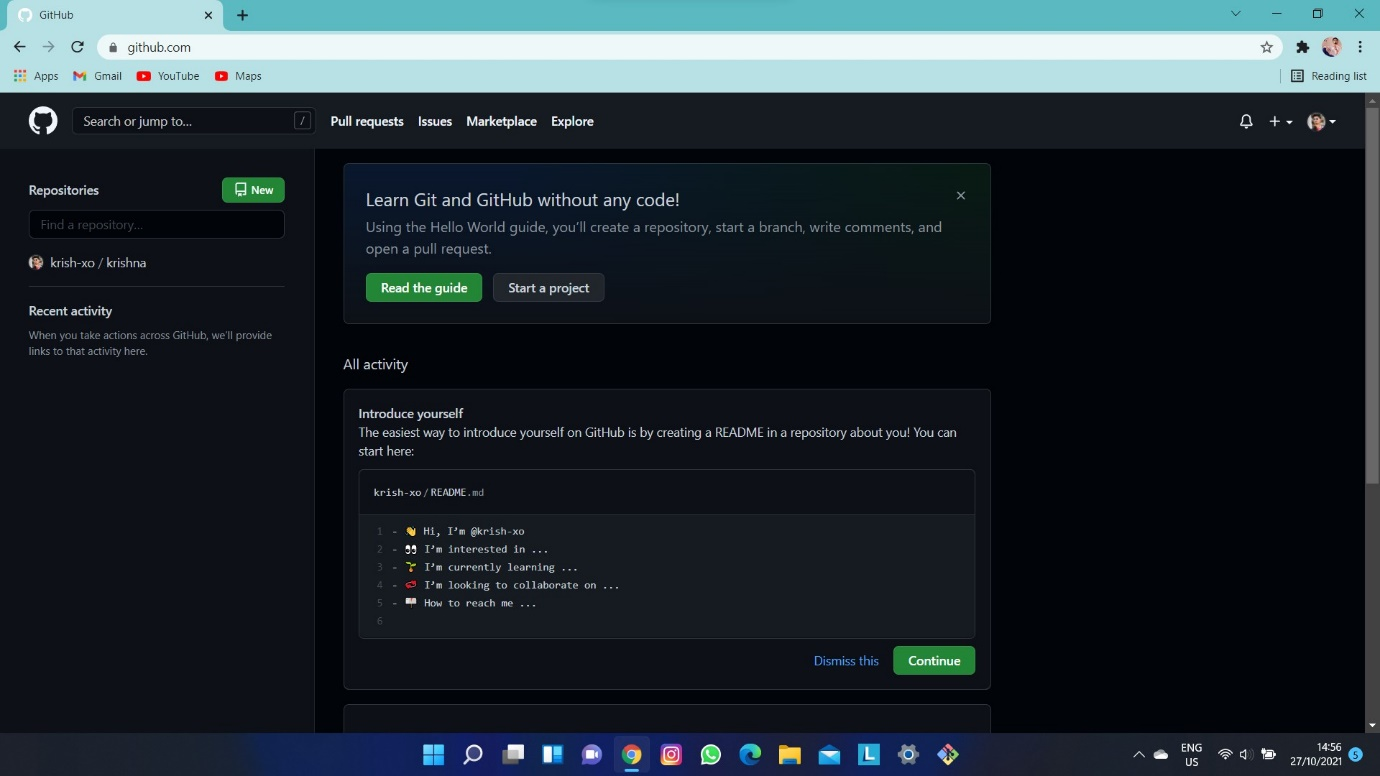 GitHub
github.com
Apps
Gmail
YouTube
Maps
Reading list
Search or jump to...
/
Pull requests
Issues
Marketplace
Explore
Repositories
New
Find a repository...
krish-xo / krishna
Recent activity
When you take actions across GitHub, we'll provide
links to that activity here.
Learn Git and GitHub without any code!
Using the Hello World guide, you'll create a repository, start a branch, write comments, and
open a pull request.
Read the guide
Start a project
All activity
Introduce yourself
The easiest way to introduce yourself on GitHub is by creating a README in a repository about you! You can
start here:
krish-xo/README.md
1 - 👋 Hi, I'm @krish-xo
2 - 👀 I'm interested in ...
3 - 🌱 I'm currently learning ...
4 - 💞️ I'm looking to collaborate on ...
5 - 📫 How to reach me ...
6
Dismiss this
Continue
L
ENG
US
14:56
27/10/2021
5